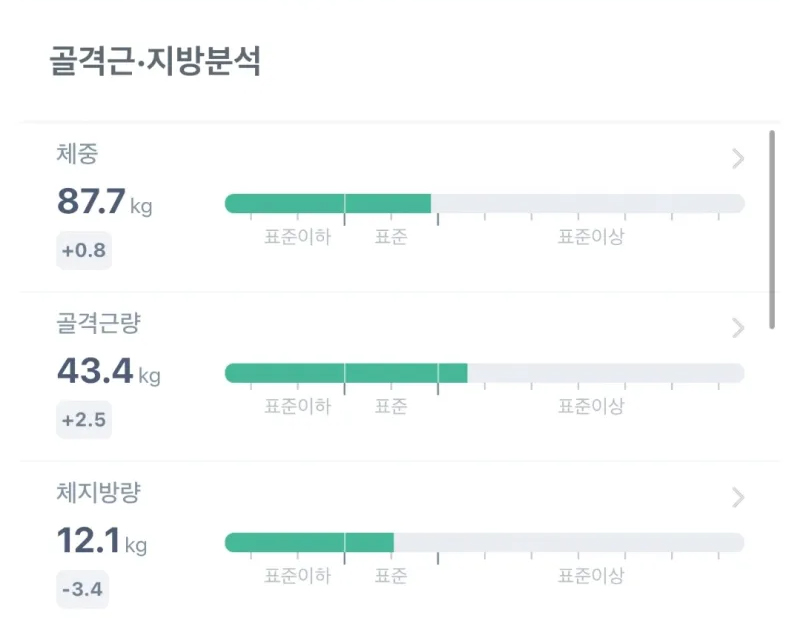 골격근·지방분석
체중
87.7 kg
+0.8
표준이하 표준 표준이상
골격근량
43.4 kg
+2.5
표준이하 표준 표준이상
체지방량
12.1 kg
-3.4
표준이하 표준 표준이상